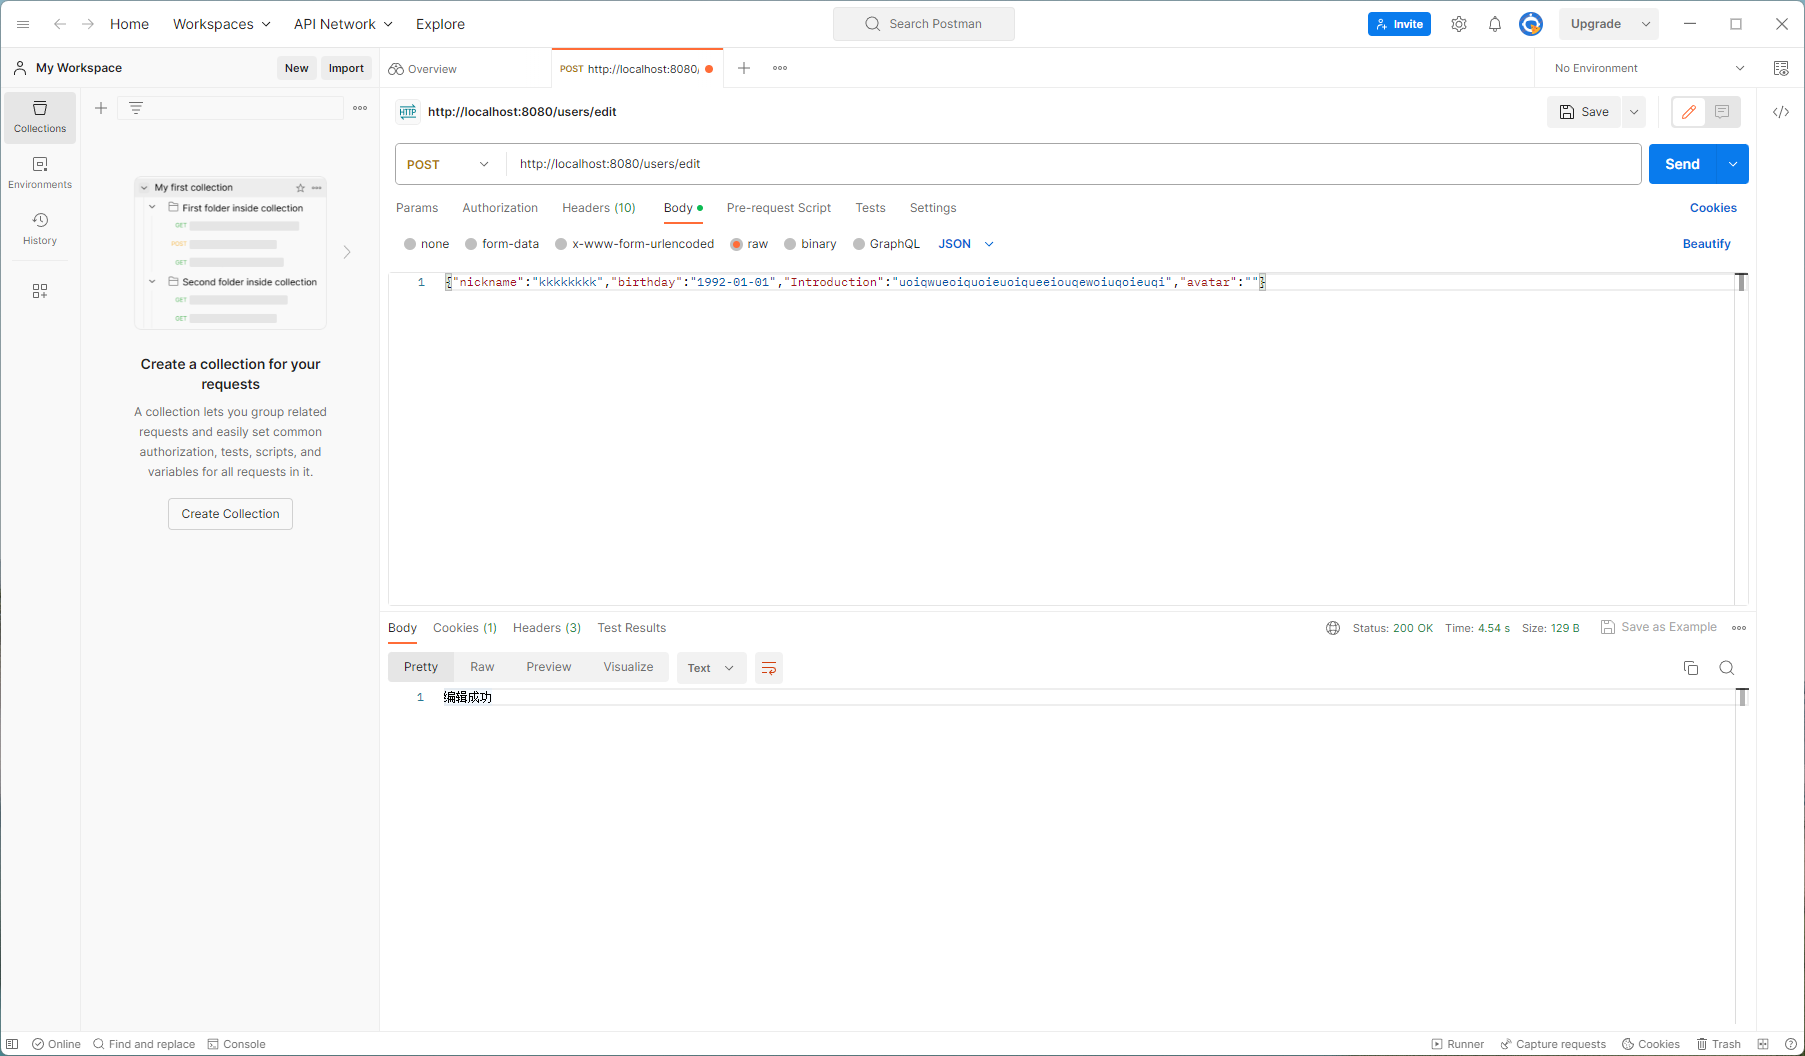 Home Workspaces API Network Explore Search Postman Invite Upgrade
My Workspace New Import Overview POST http://localhost:8080/ No Environment
Collections
Environments
History
My first collection
First folder inside collection
GET
POST
GET
Second folder inside collection
GET
GET
Create a collection for your
requests
A collection lets you group related
requests and easily set common
authorization, tests, scripts, and
variables for all requests in it.
Create Collection
HTTP http://localhost:8080/users/edit Save
POST http://localhost:8080/users/edit Send
Params Authorization Headers (10) Body Pre-request Script Tests Settings Cookies
none form-data x-www-form-urlencoded raw binary GraphQL JSON Beautify
1 {"nickname":"kkkkkkkk","birthday":"1992-01-01","Introduction":"uoiqwueoiquoieuoiqueeiouqewoiuqoieuqi","avatar":""}
Body Cookies (1) Headers (3) Test Results Status: 200 OK Time: 4.54 s Size: 129 B Save as Example
Pretty Raw Preview Visualize Text
1 编辑成功
Online Find and replace Console Runner Capture requests Cookies Trash